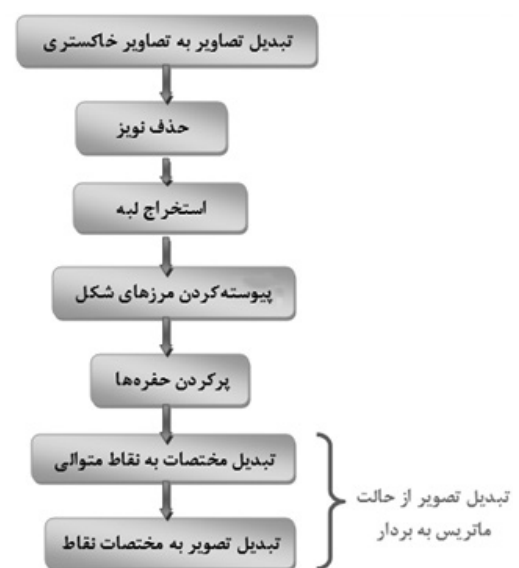 تبدیل تصاویر به تصاویر خاکستری
حذف نویز
استخراج لبه
پیوسته‌کردن مرزهای شکل
پرکردن حفره‌ها
تبدیل مختصات به نقاط متوالی
تبدیل تصویر به مختصات نقاط
تبدیل تصویر از حالت
ماتریس به بردار